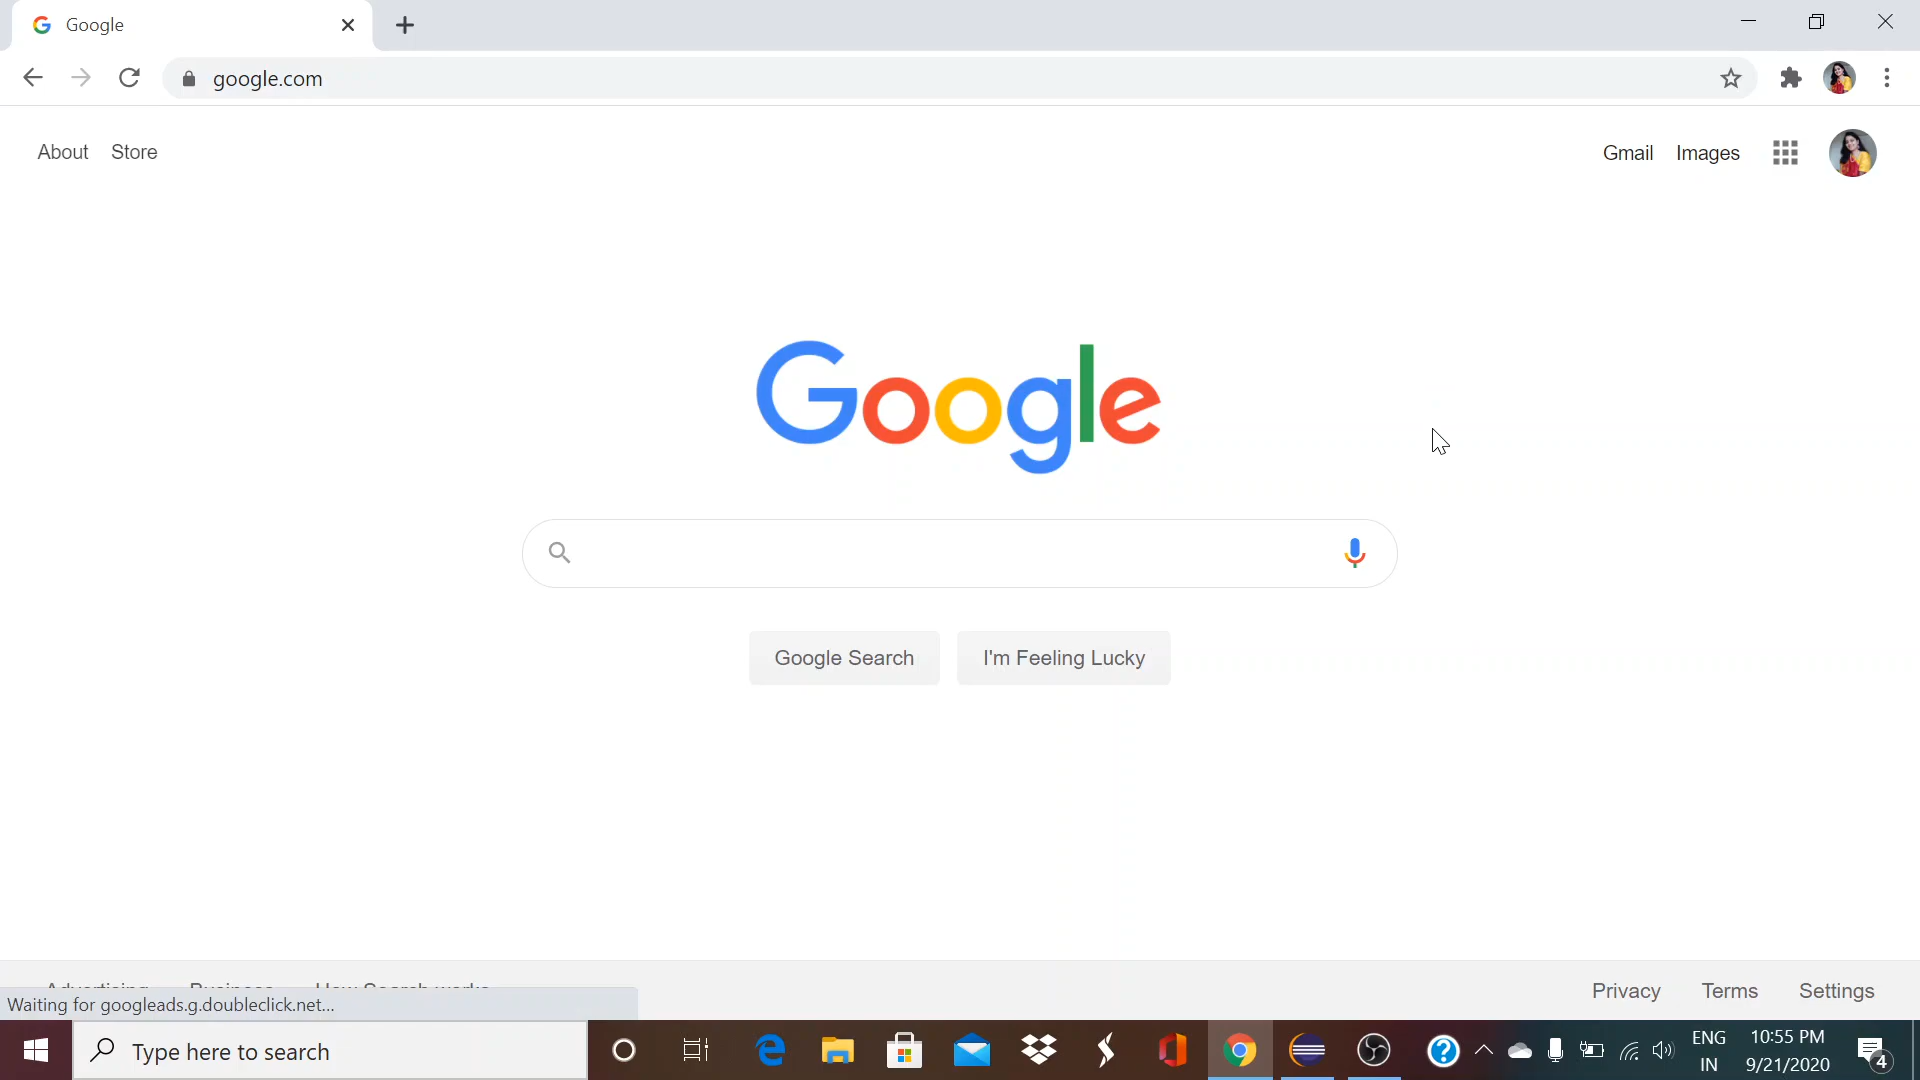 Google
google.com
About Store
Gmail Images
Google
Google Search
I'm Feeling Lucky
Privacy Terms Settings
Waiting for googleads.g.doubleclick.net...
Type here to search
ENG
IN
10:55 PM
9/21/2020
4